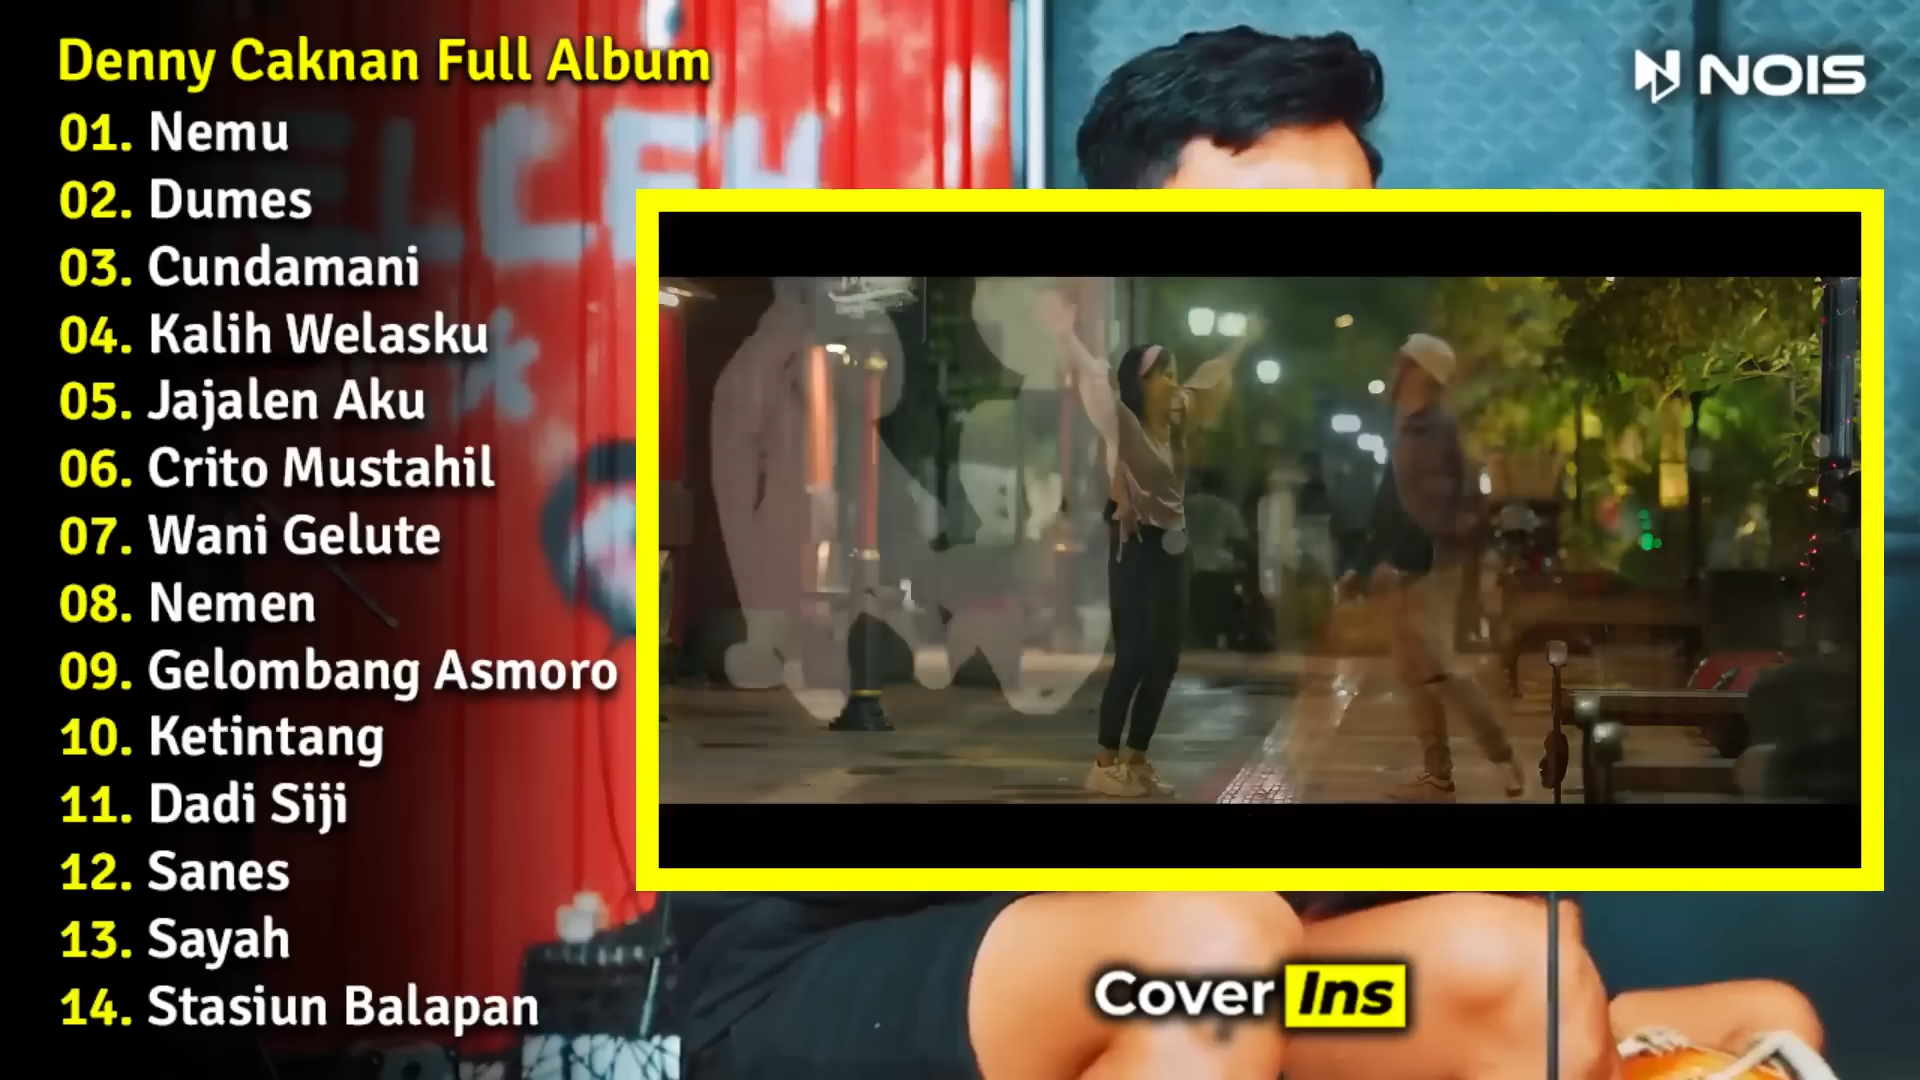 Denny Caknan Full Album
01. Nemu
02. Dumes
03. Cundamani
04. Kalih Welasku
05. Jajalen Aku
06. Crito Mustahil
07. Wani Gelute
08. Nemen
09. Gelombang Asmoro
10. Ketintang
11. Dadi Siji
12. Sanes
13. Sayah
14. Stasiun Balapan
NOIS
Cover Ins